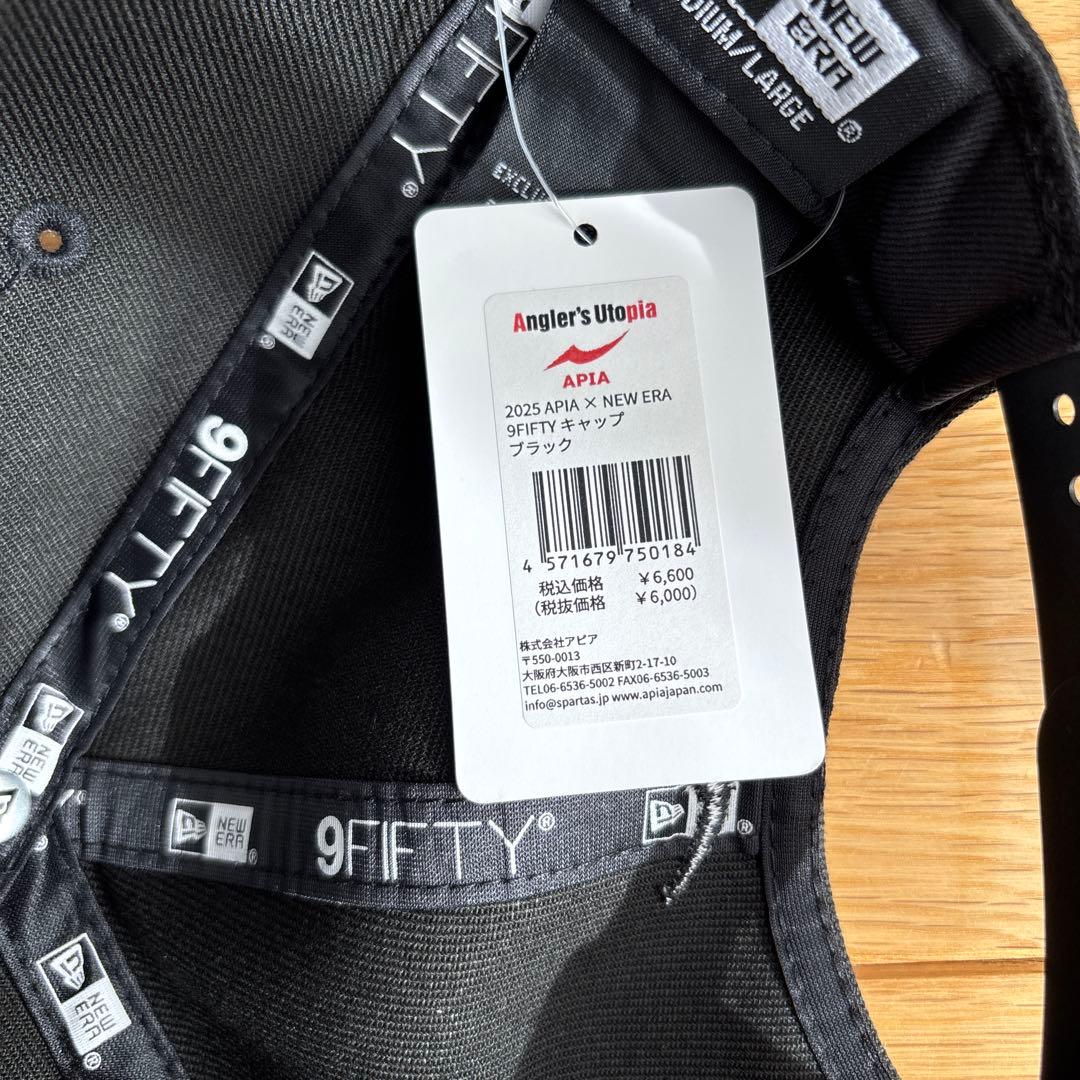 NEW ERA
MEDIUM/LARGE
®
FIFTY®
NEW ERA®
9FIFTY®
NEW ERA
Angler's Utopia
APIA
2025 APIA × NEW ERA
9FIFTY キャップ
ブラック
4 571679 750184
税込価格 ￥6,600
(税抜価格 ￥6,000)
株式会社アピア
〒550-0013
大阪府大阪市西区新町2-17-10
TEL06-6536-5002 FAX06-6536-5003
info@spartas.jp www.apiajapan.com
NEW ERA® 9FIFTY®
NEW ERA®